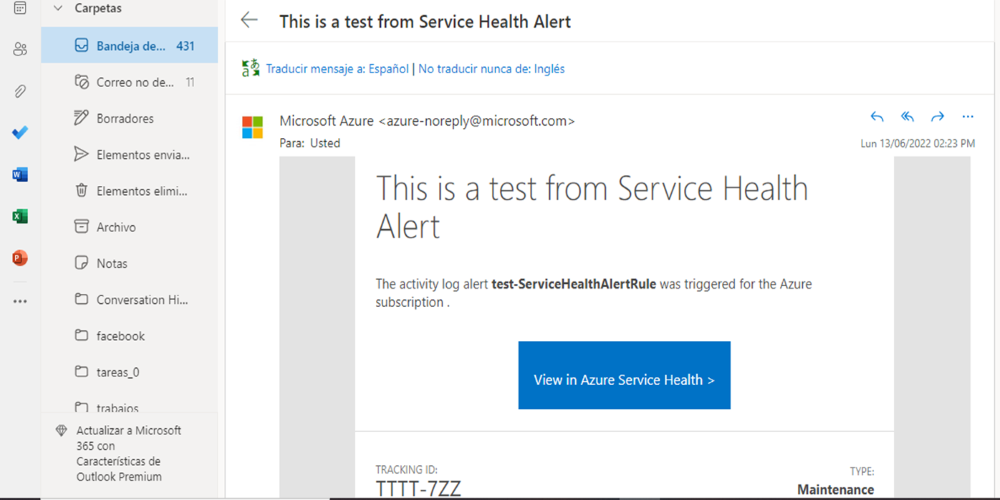 Carpetas
Bandeja de... 431
Correo no de... 11
Borradores
Elementos envia...
Elementos elimi...
Archivo
Notas
Conversation Hi...
facebook
tareas_0
trabajos
Actualizar a Microsoft
365 con
Características de
Outlook Premium
This is a test from Service Health Alert
Traducir mensaje a: Español | No traducir nunca de: Inglés
Microsoft Azure <azure-noreply@microsoft.com>
Para: Usted
Lun 13/06/2022 02:23 PM
This is a test from Service Health
Alert
The activity log alert test-ServiceHealthAlertRule was triggered for the Azure
subscription .
View in Azure Service Health >
TRACKING ID:
TTTT-7ZZ
TYPE:
Maintenance